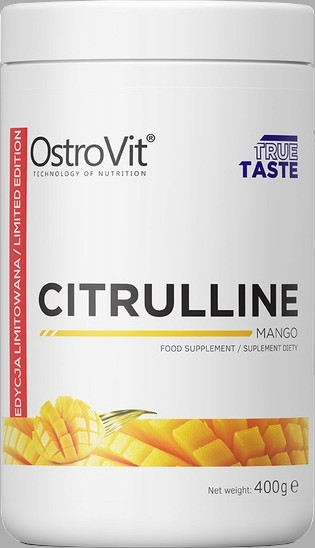 OstroVit®
TECHNOLOGY OF NUTRITION
TRUE
TASTE
EDYCJA LIMITOWANA / LIMITED EDITION
CITRULLINE
MANGO
FOOD SUPPLEMENT / SUPLEMENT DIETY
Net weight: 400g e